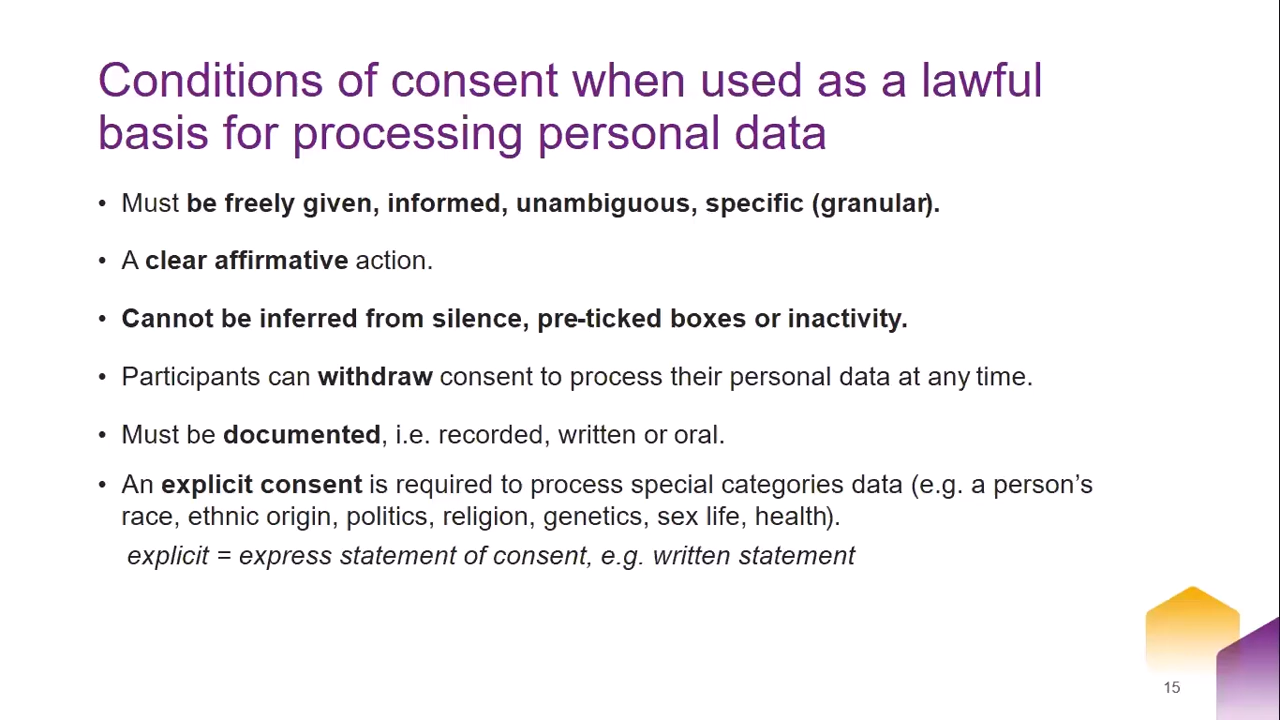 Conditions of consent when used as a lawful
basis for processing personal data
• Must be freely given, informed, unambiguous, specific (granular).
• A clear affirmative action.
• Cannot be inferred from silence, pre-ticked boxes or inactivity.
• Participants can withdraw consent to process their personal data at any time.
• Must be documented, i.e. recorded, written or oral.
• An explicit consent is required to process special categories data (e.g. a person’s
race, ethnic origin, politics, religion, genetics, sex life, health).
explicit = express statement of consent, e.g. written statement
15